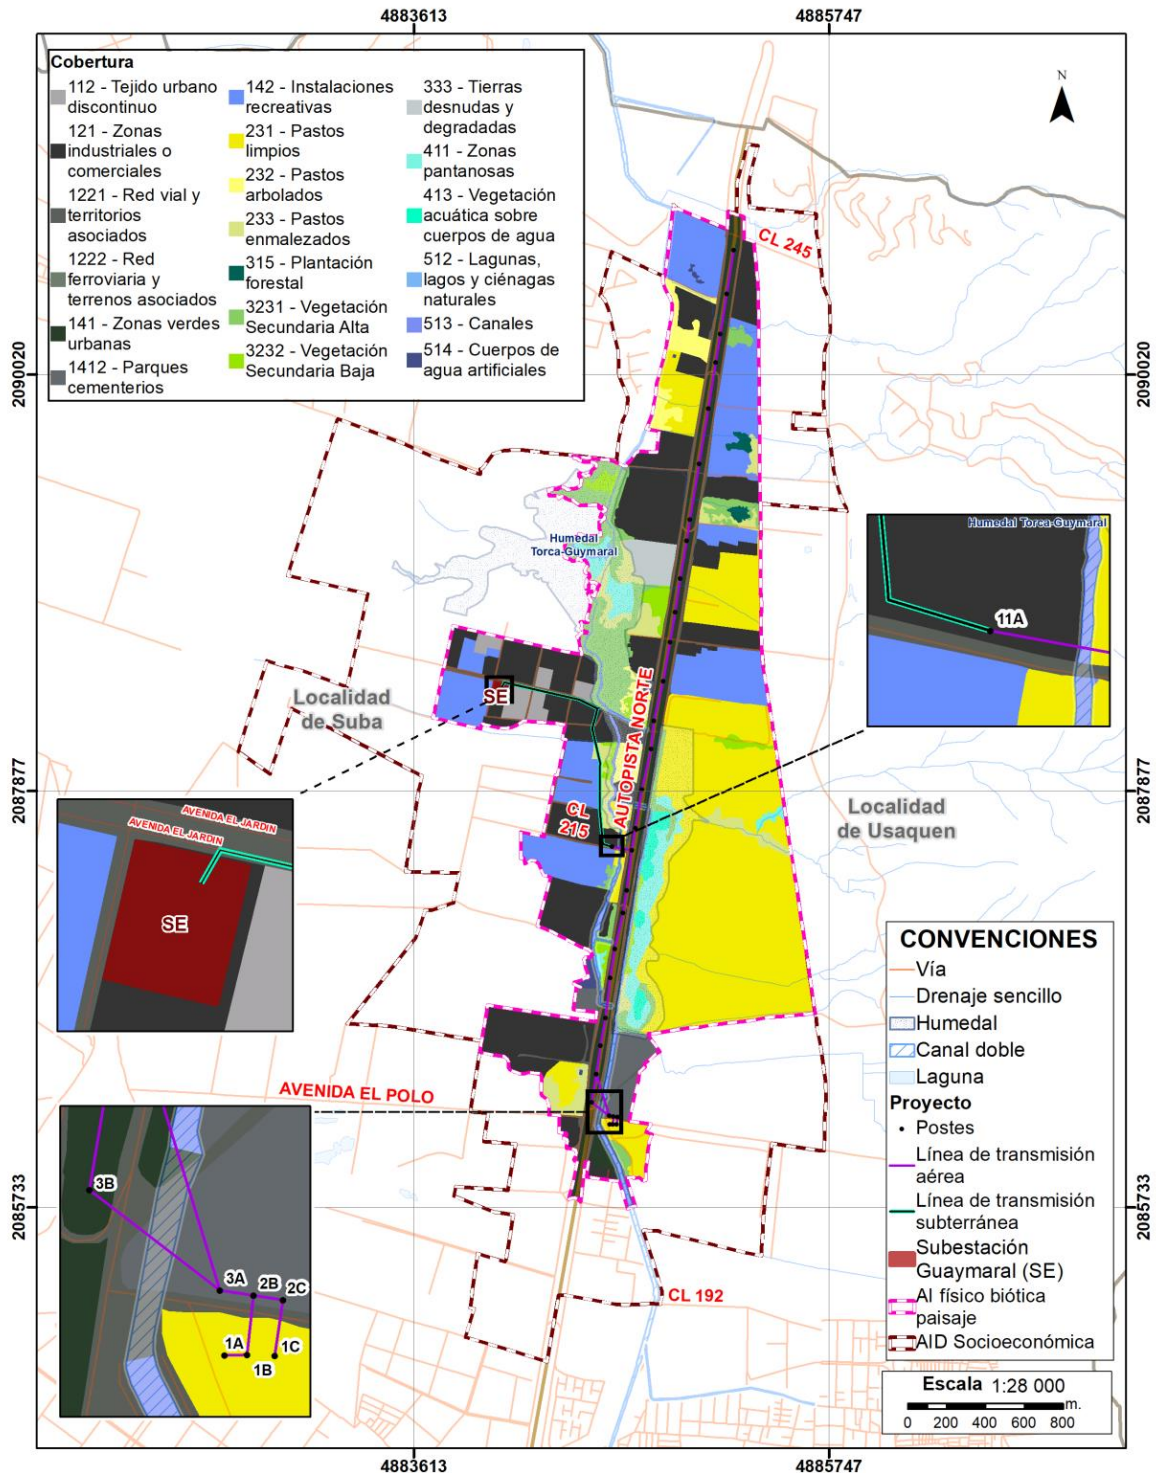 4883613
4885747
Cobertura
112 - Tejido urbano
discontinuo
121 - Zonas
industriales o
comerciales
1221 - Red vial y
territorios
asociados
1222 - Red
ferroviaria y
terrenos asociados
141 - Zonas verdes
urbanas
1412 - Parques
cementerios
142 - Instalaciones
recreativas
231 - Pastos
limpios
232 - Pastos
arbolados
233 - Pastos
enmalezados
315 - Plantación
forestal
3231 - Vegetación
Secundaria Alta
3232 - Vegetación
Secundaria Baja
333 - Tierras
desnudas y
degradadas
411 - Zonas
pantanosas
413 - Vegetación
acuática sobre
cuerpos de agua
512 - Lagunas,
lagos y ciénagas
naturales
513 - Canales
514 - Cuerpos de
agua artificiales
N
CL 245
2090020
2090020
Humedal
Torca-Guymaral
Humedal Torca-Guymaral
11A
SE
Localidad
de Suba
AUTOPISTA NORTE
2087877
2087877
CL
215
Localidad
de Usaquen
AVENIDA EL JARDIN
AVENIDA EL JARDIN
SE
AVENIDA EL POLO
3B
3A
2B
2C
1A
1B
1C
2085733
2085733
CL 192
CONVENCIONES
Vía
Drenaje sencillo
Humedal
Canal doble
Laguna
Proyecto
Postes
Línea de transmisión
aérea
Línea de transmisión
subterránea
Subestación
Guaymaral (SE)
AI físico biótica
paisaje
AID Socioeconómica
Escala 1:28 000
0 200 400 600 800 m.
4883613
4885747